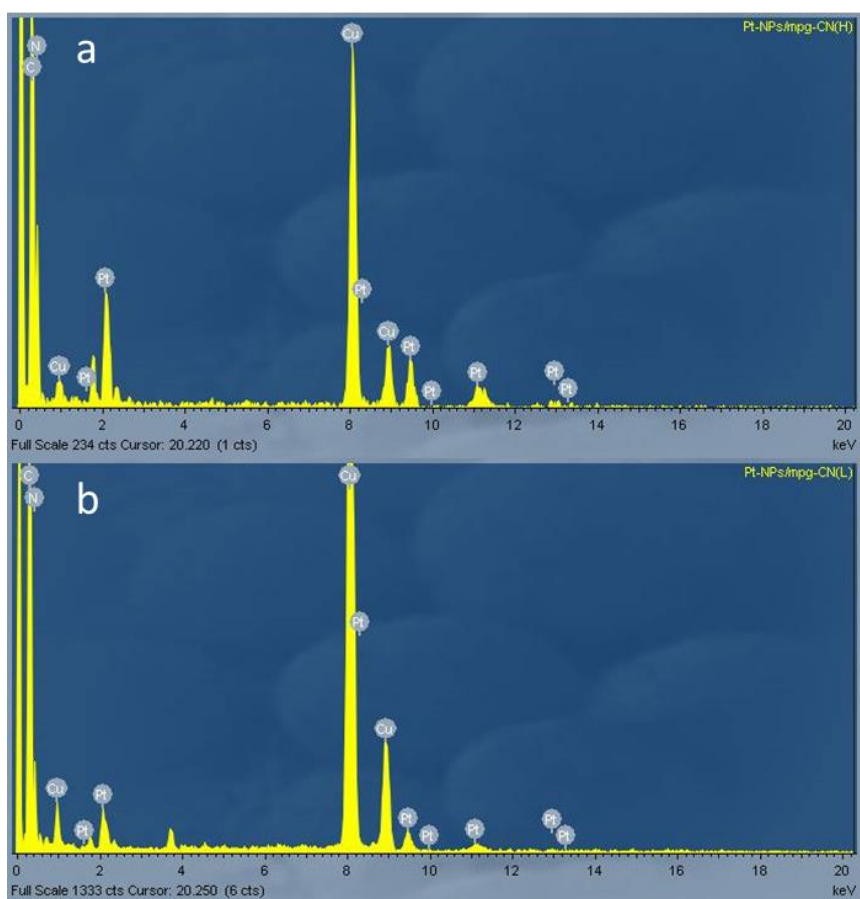 Pt-NPs/mpg-CN(H)
a
N
C
Cu
Pt
Pt
Cu
Pt
Cu
Pt
Pt
Pt
Pt
Pt
0 2 4 6 8 10 12 14 16 18 20
Full Scale 234 cts Cursor: 20.220 (1 cts) keV
Pt-NPs/mpg-CN(L)
b
C
N
Cu
Pt
Cu
Cu
Pt
Pt
Pt
Pt
Pt
Pt
Pt
0 2 4 6 8 10 12 14 16 18 20
Full Scale 1333 cts Cursor: 20.250 (6 cts) keV